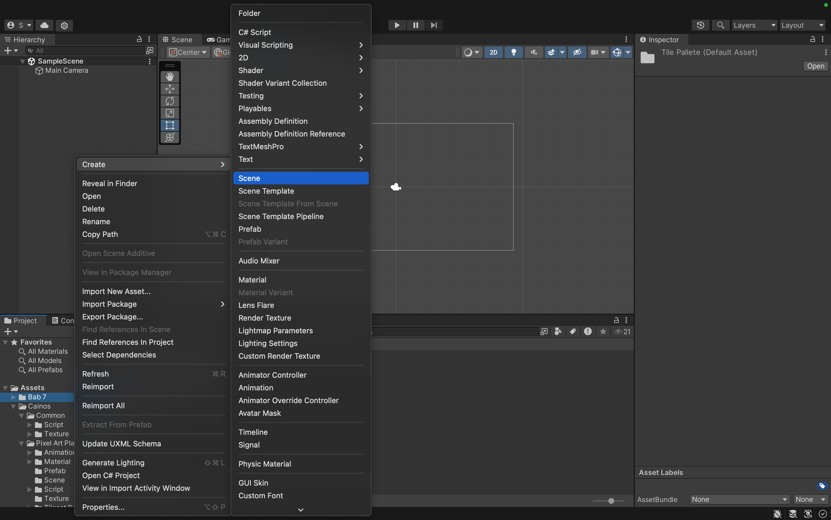 S
Layers
Layout
Hierarchy
All
SampleScene
Main Camera
Scene
Gam
Center
Gl
2D
Inspector
Tile Pallete (Default Asset)
Open
Create
Reveal in Finder
Open
Delete
Rename
Copy Path ⌥⌘C
Open Scene Additive
View in Package Manager
Import New Asset...
Import Package
Export Package...
Find References In Scene
Find References In Project
Select Dependencies
Refresh ⌘R
Reimport
Reimport All
Extract From Prefab
Update UXML Schema
Generate Lighting ⇧⌘L
Open C# Project
View in Import Activity Window
Properties... ⌥⇧P
Folder
C# Script
Visual Scripting
2D
Shader
Shader Variant Collection
Testing
Playables
Assembly Definition
Assembly Definition Reference
TextMeshPro
Text
Scene
Scene Template
Scene Template From Scene
Scene Template Pipeline
Prefab
Prefab Variant
Audio Mixer
Material
Material Variant
Lens Flare
Render Texture
Lightmap Parameters
Lighting Settings
Custom Render Texture
Animator Controller
Animation
Animator Override Controller
Avatar Mask
Timeline
Signal
Physic Material
GUI Skin
Custom Font
Project
Con
Favorites
All Materials
All Models
All Prefabs
Assets
Bab 7
Cainos
Common
Script
Texture
Pixel Art Pla
Animation
Material
Prefab
Scene
Script
Texture
21
Asset Labels
AssetBundle
None
None